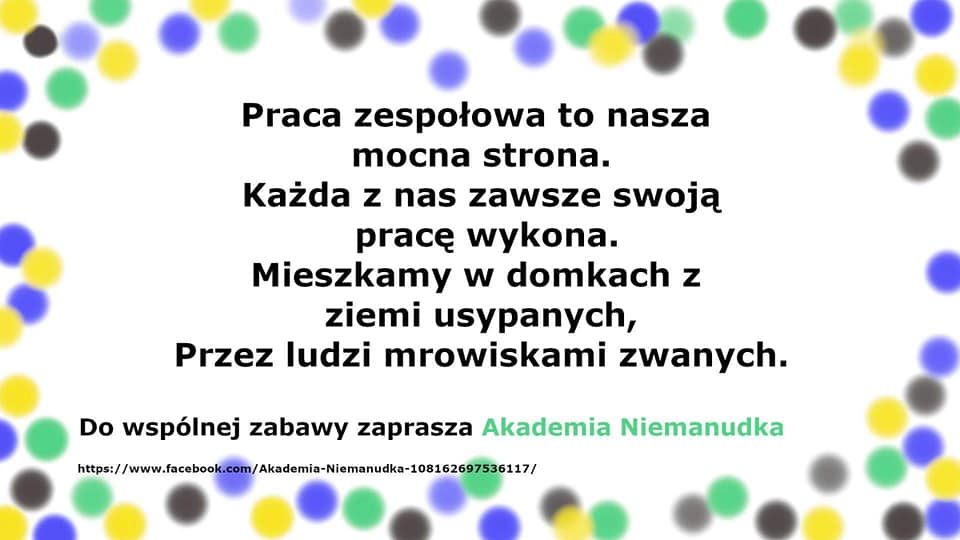 Praca zespołowa to nasza
mocna strona.
Każda z nas zawsze swoją
pracę wykona.
Mieszkamy w domkach z
ziemi usypanych,
Przez ludzi mrowiskami zwanych.
Do wspólnej zabawy zaprasza Akademia Niemanudka
https://www.facebook.com/Akademia-Niemanudka-108162697536117/